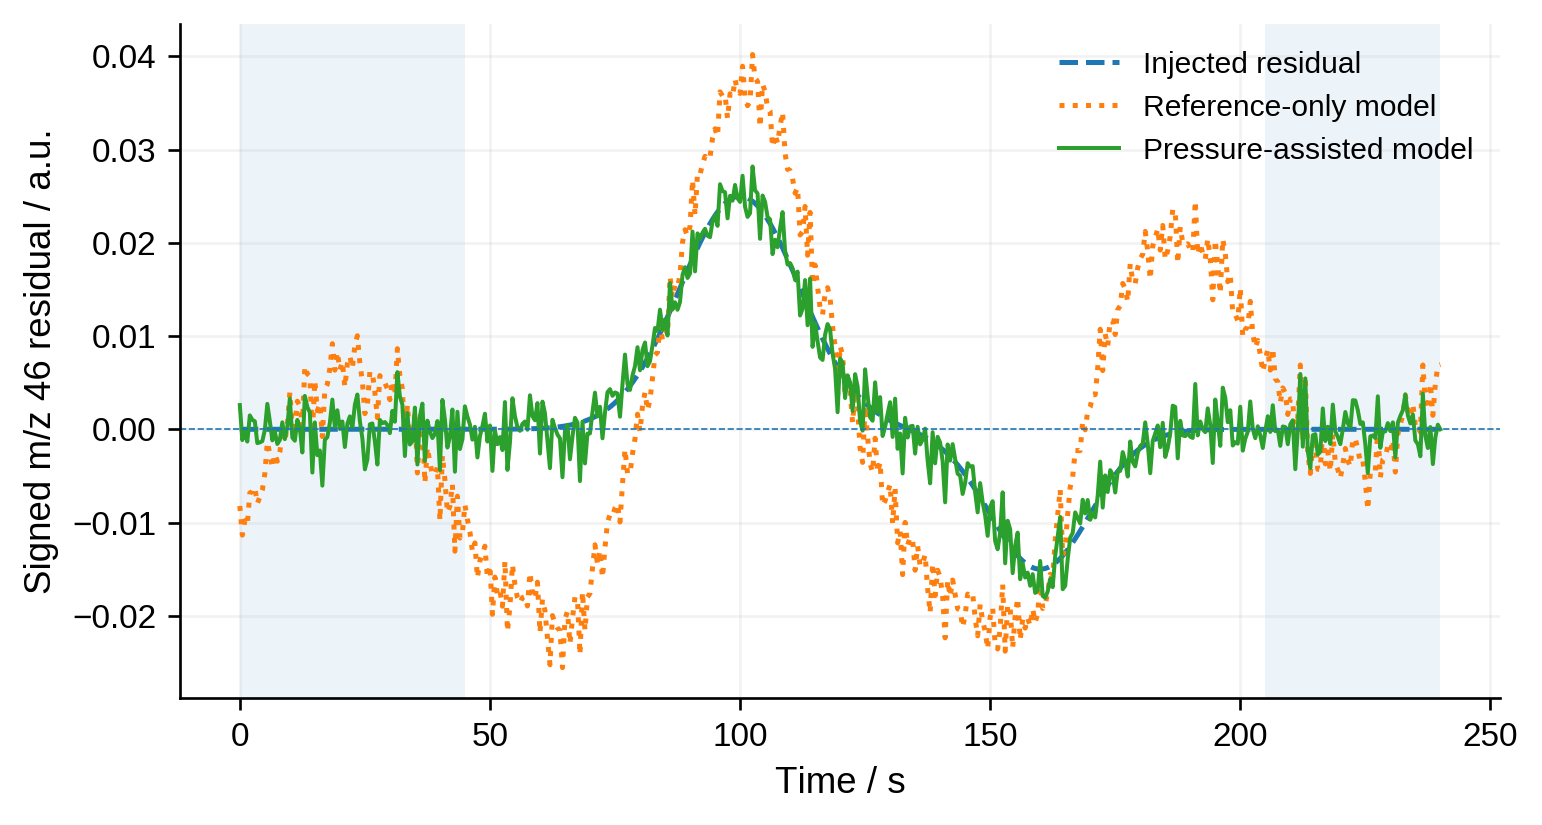 Injected residual
Reference-only model
Pressure-assisted model
Signed m/z 46 residual / a.u.
0.04
0.03
0.02
0.01
0.00
−0.01
−0.02
0 50 100 150 200 250
Time / s